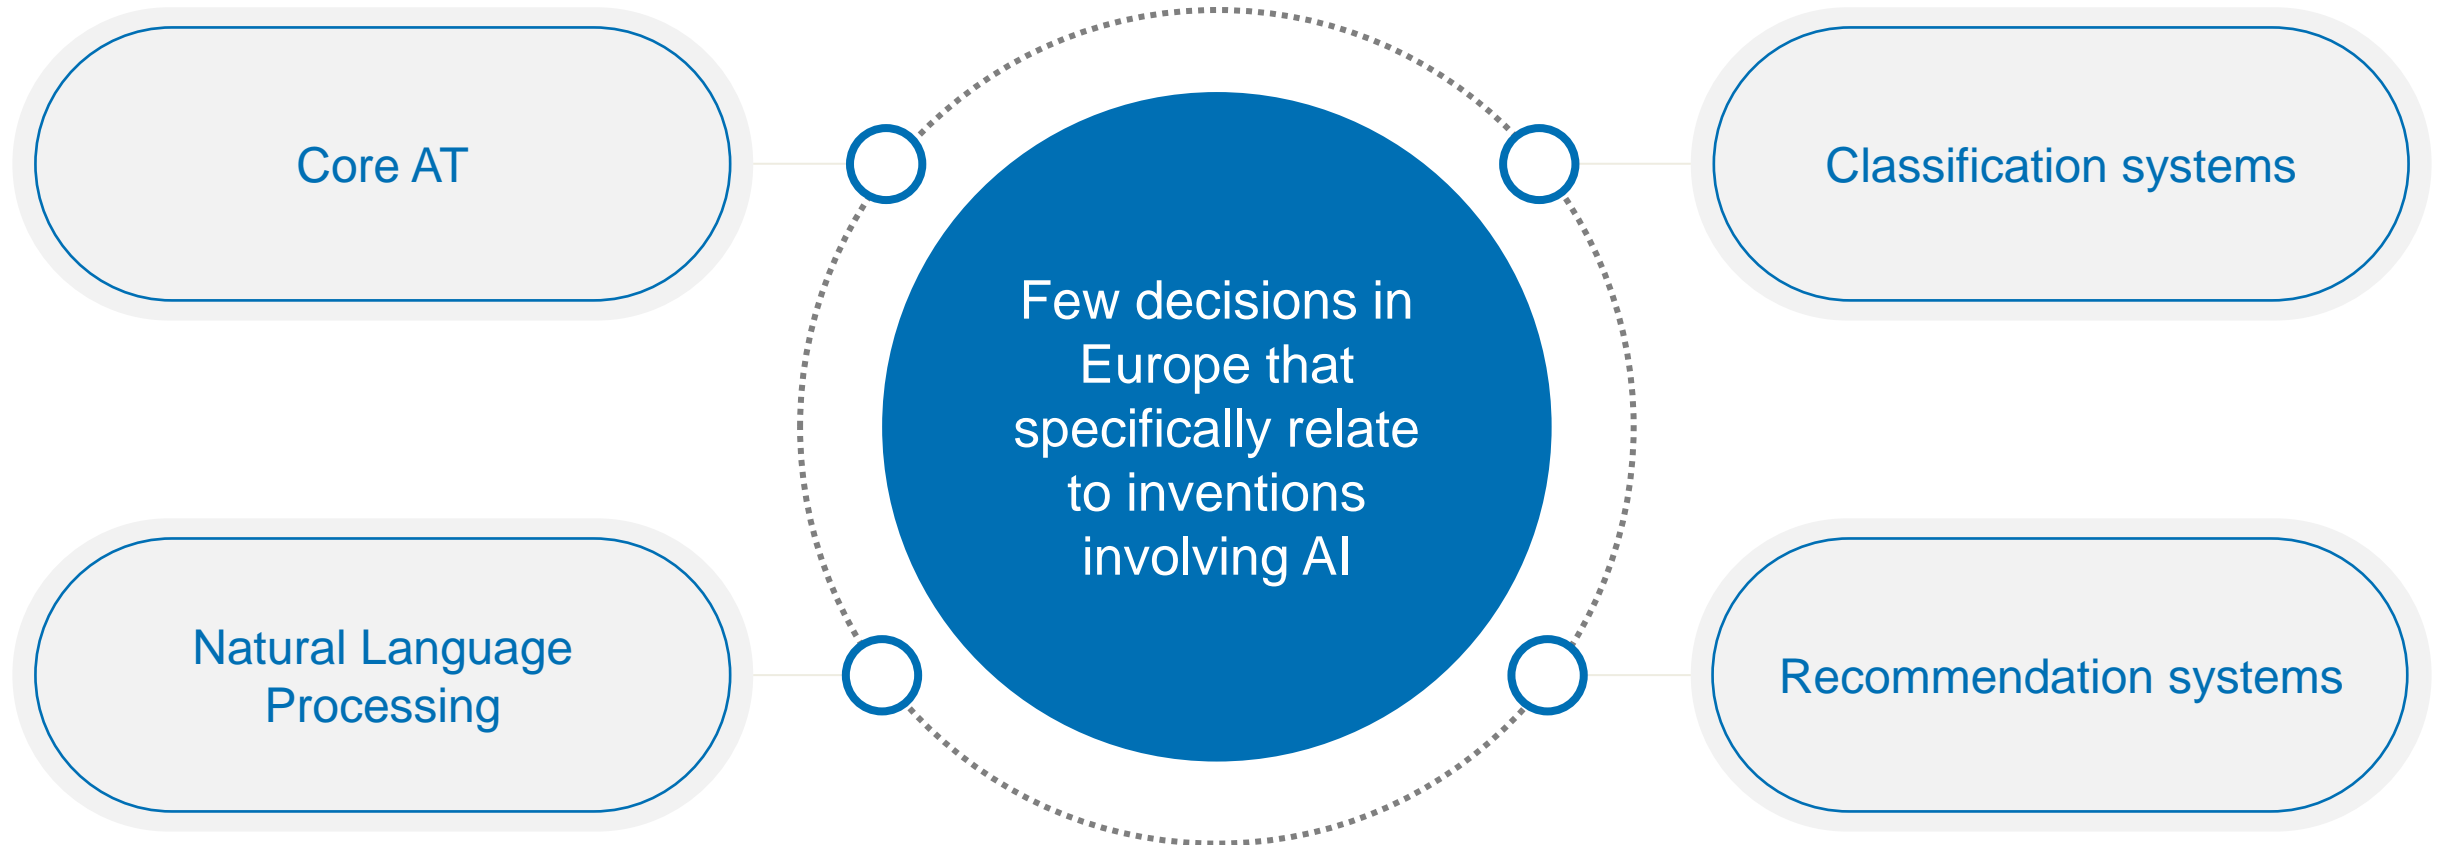 Core AT
Classification systems
Few decisions in
Europe that
specifically relate
to inventions
involving AI
Natural Language
Processing
Recommendation systems